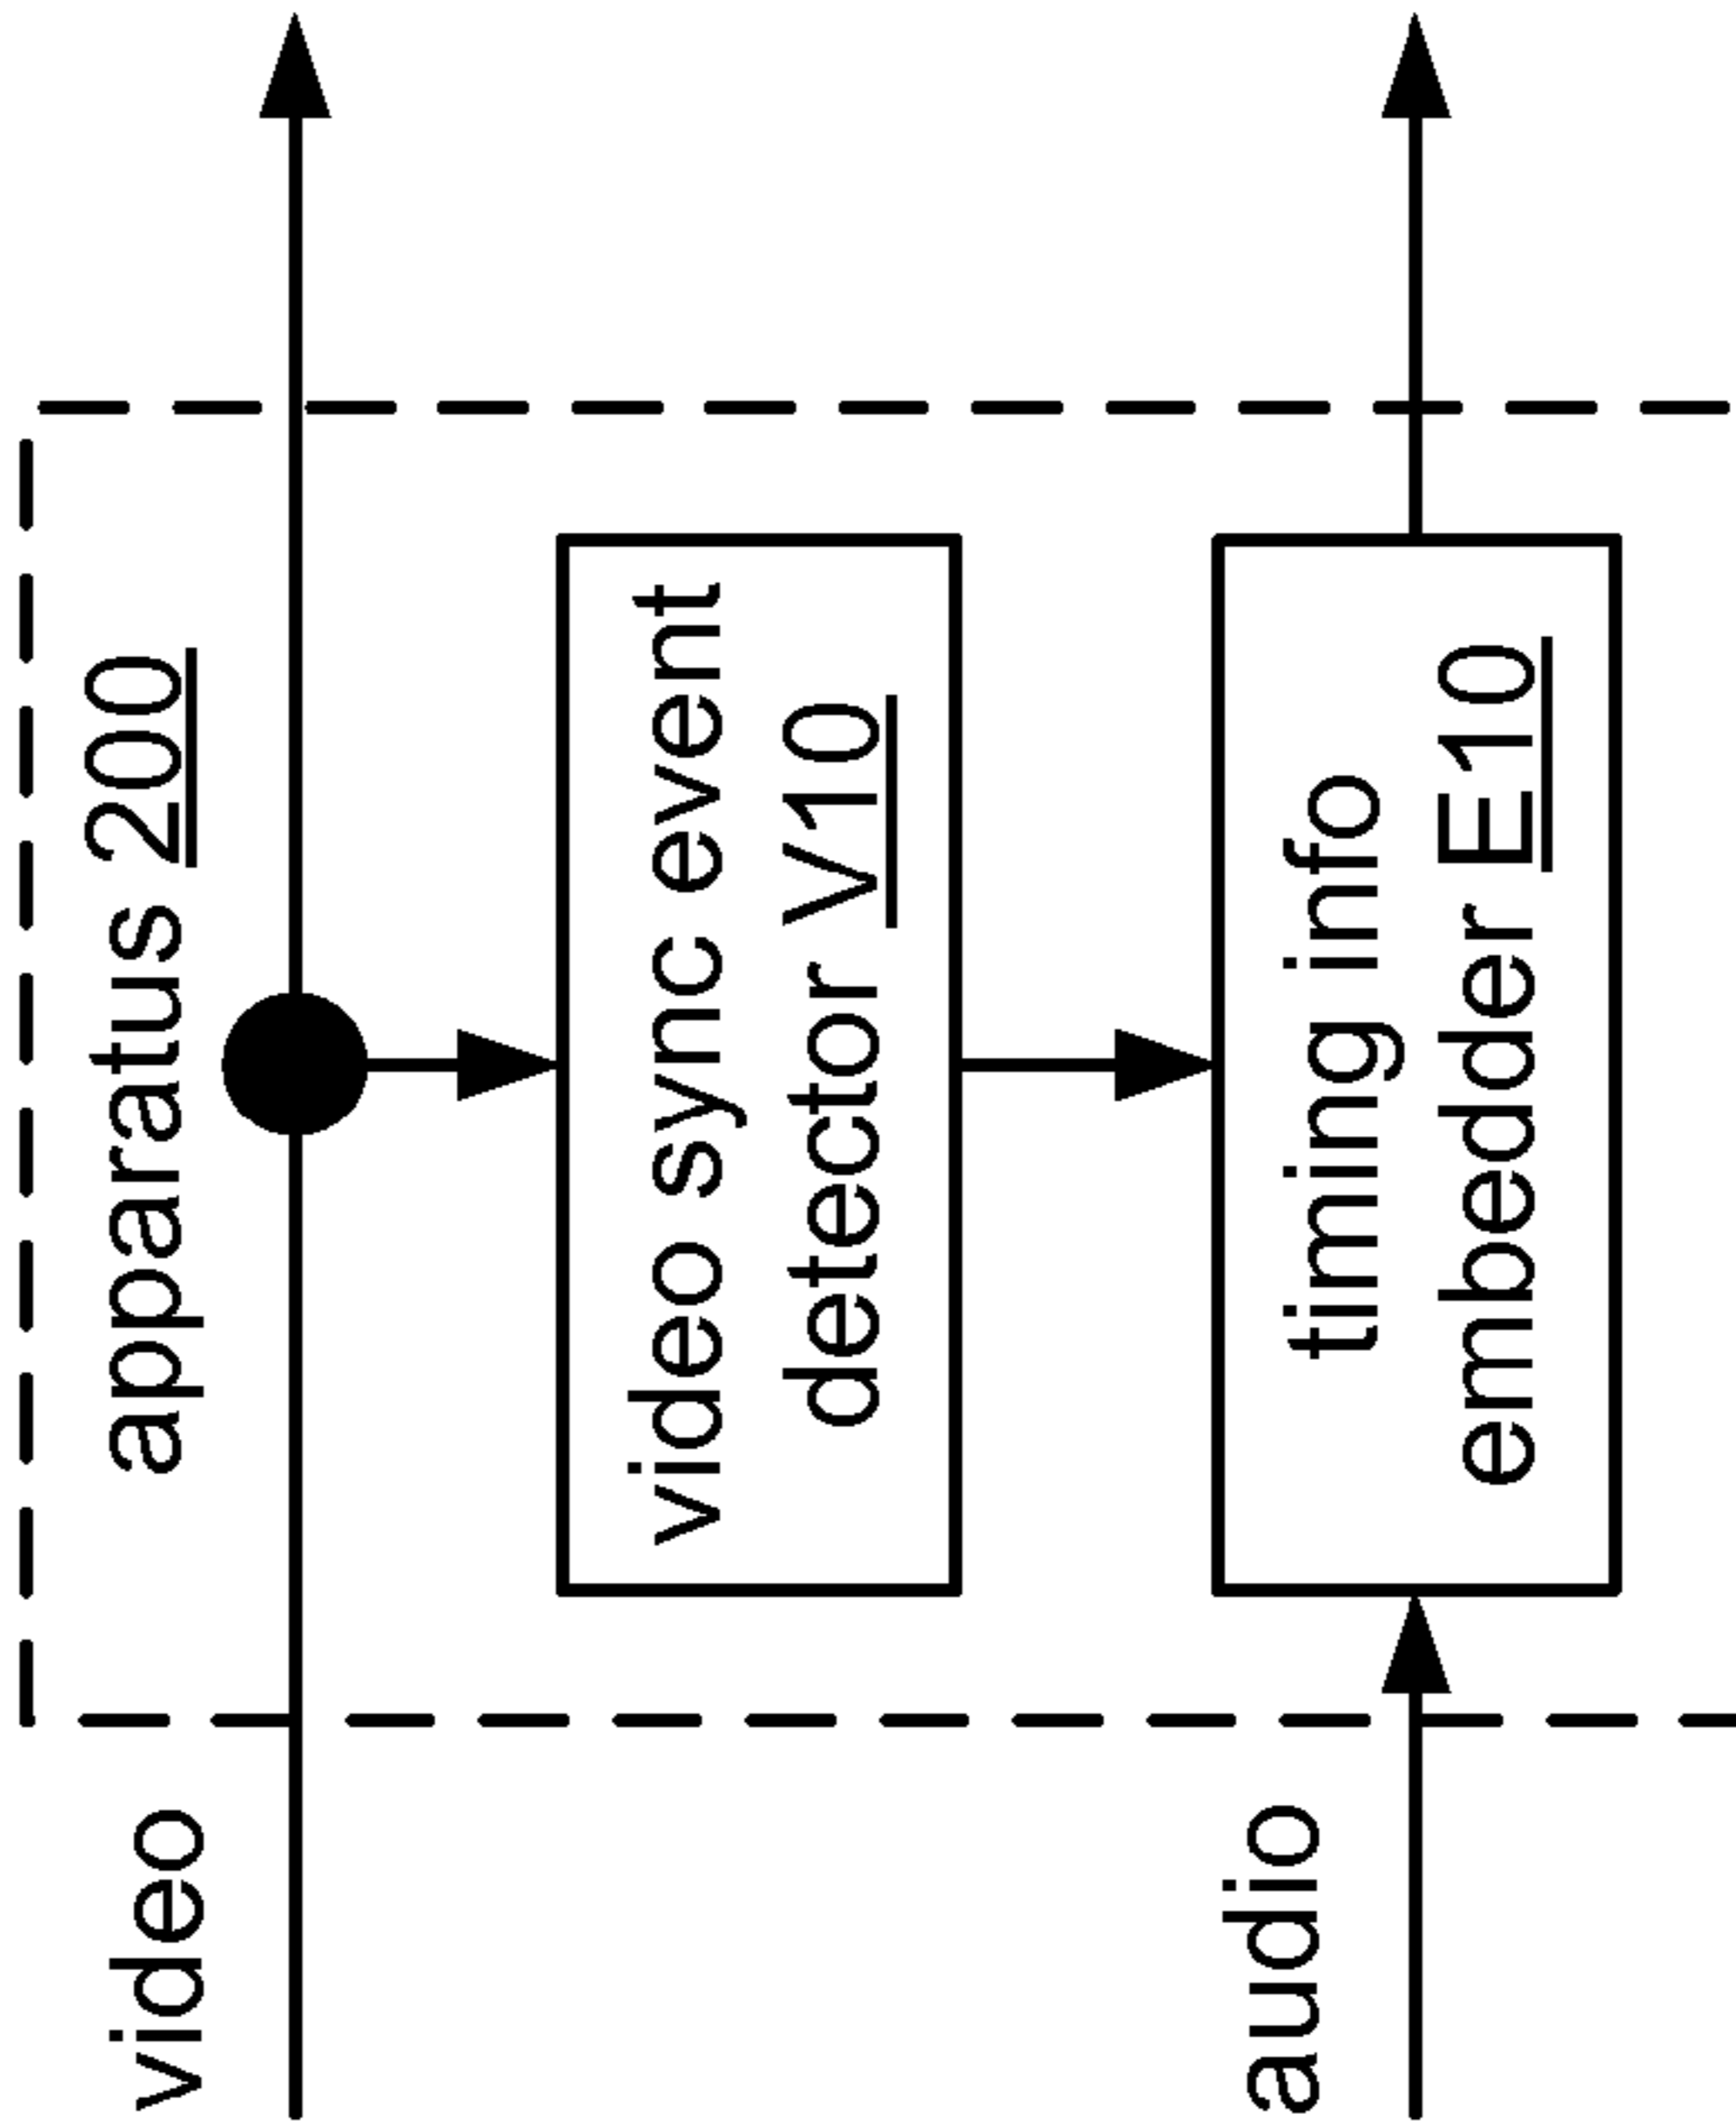 apparatus 200
video
video sync event
detector V10
audio
timing info
embedder E10